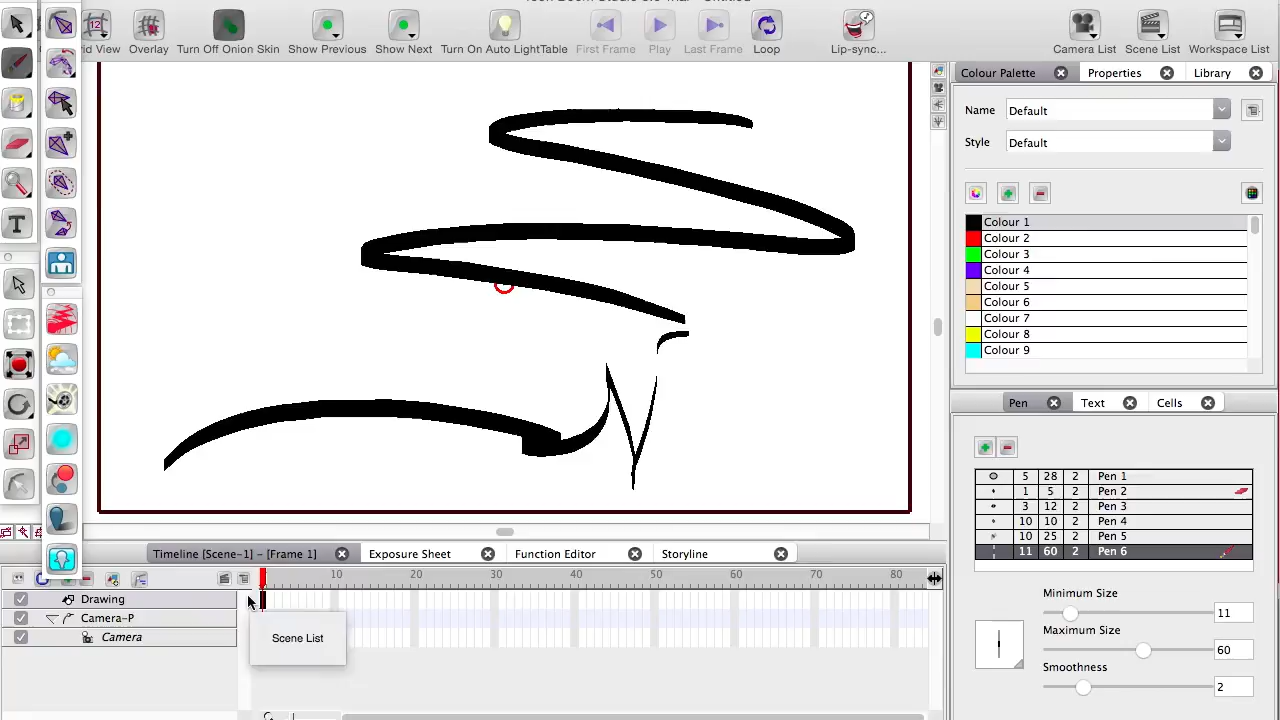 12
rid View
Overlay
Turn Off Onion Skin
Show Previous
Show Next
Turn On Auto LightTable
First Frame
Play
Last Frame
Loop
Lip-sync...
Camera List
Scene List
Workspace List
T
Colour Palette
Properties
Library
Name
Default
Style
Default
Colour 1
Colour 2
Colour 3
Colour 4
Colour 5
Colour 6
Colour 7
Colour 8
Colour 9
Pen
Text
Cells
5 28 2 Pen 1
1 5 2 Pen 2
3 12 2 Pen 3
10 10 2 Pen 4
10 25 2 Pen 5
11 60 2 Pen 6
Minimum Size
11
Maximum Size
60
Smoothness
2
Timeline [Scene-1] - [Frame 1]
Exposure Sheet
Function Editor
Storyline
10 20 30 40 50 60 70 80
Drawing
Camera-P
Camera
Scene List